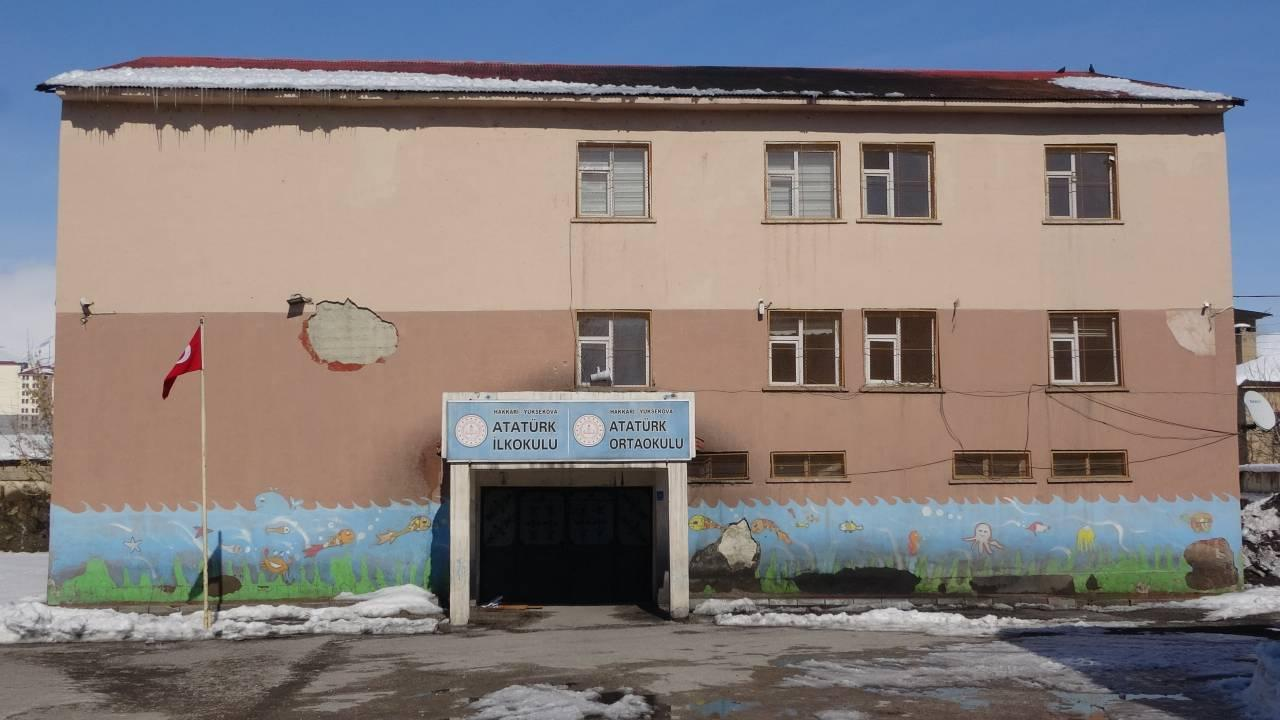 HAKKARİ - YÜKSEKOVA
ATATÜRK
İLKOKULU
HAKKARİ - YÜKSEKOVA
ATATÜRK
ORTAOKULU